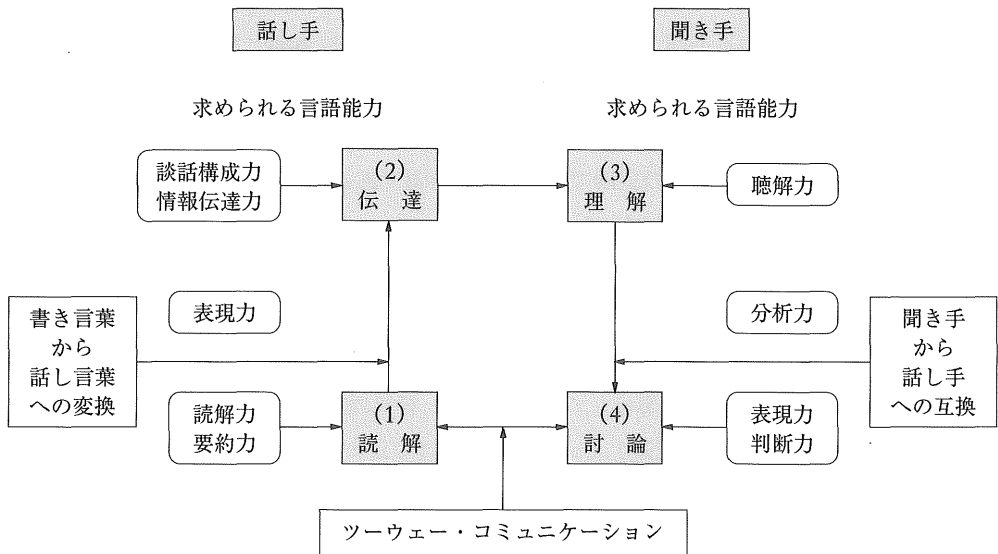 話し手
聞き手
求められる言語能力
求められる言語能力
談話構成力
情報伝達力
(2)
伝 達
(3)
理 解
聴解力
書き言葉
から
話し言葉
への変換
表現力
分析力
聞き手
から
話し手
への互換
読解力
要約力
(1)
読 解
(4)
討 論
表現力
判断力
ツーウェー・コミュニケーション